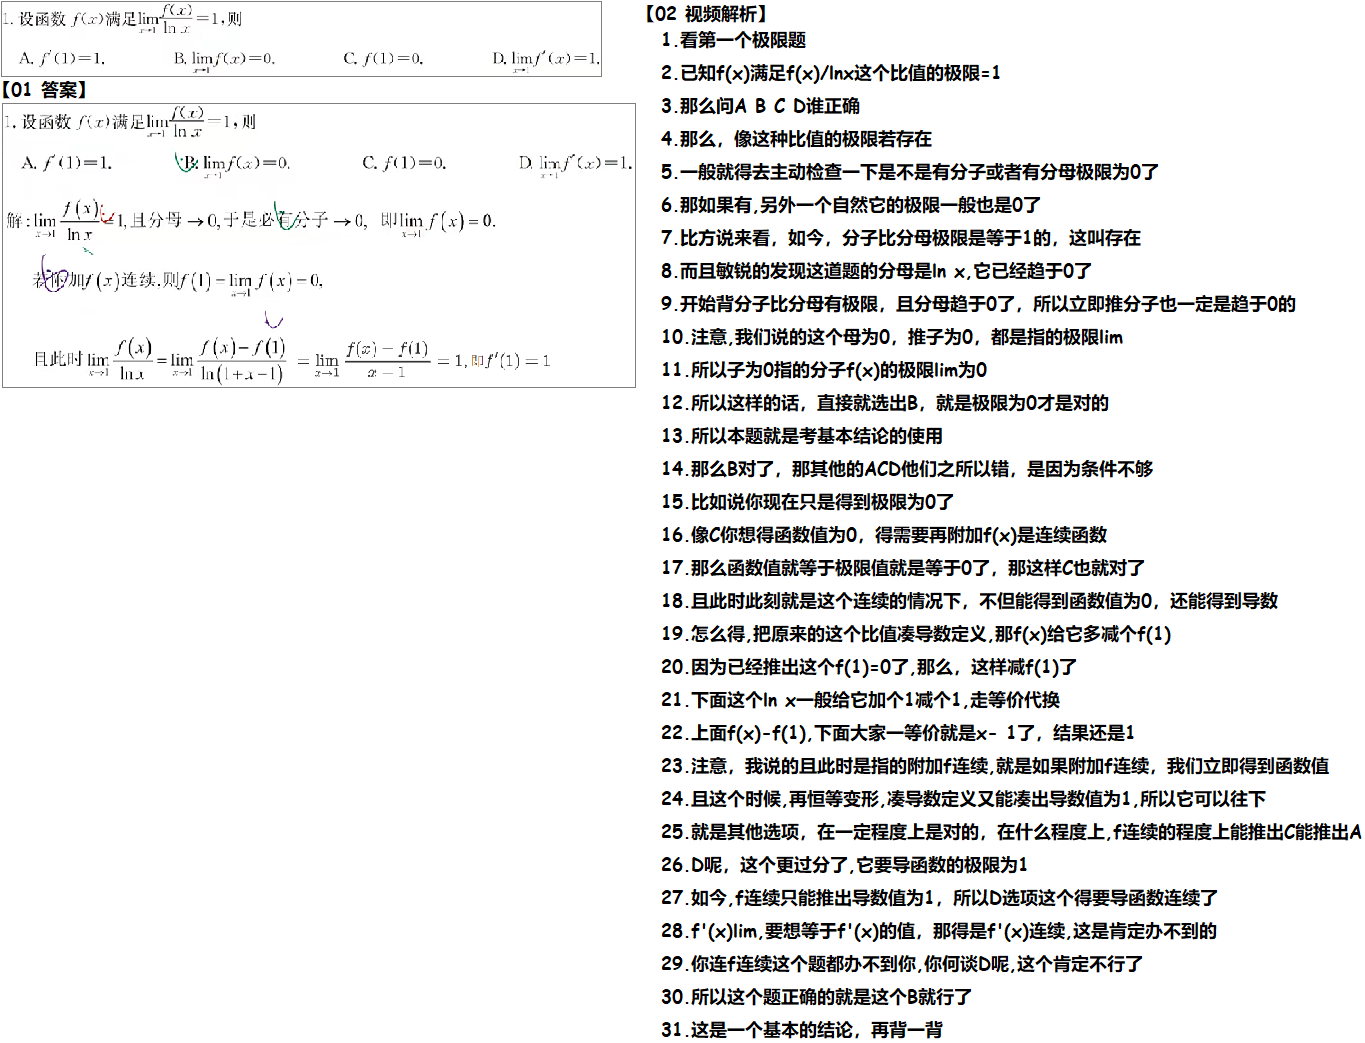 1. 设函数 f(x)满足lim_{x→1} f(x)/ln x=1,则
A. f′(1)=1. B. lim_{x→1} f(x)=0. C. f(1)=0. D. lim_{x→1} f′(x)=1.
【01 答案】
1. 设函数 f(x)满足lim_{x→1} f(x)/ln x=1,则
A. f′(1)=1. B. lim_{x→1} f(x)=0. C. f(1)=0. D. lim_{x→1} f′(x)=1.
解:lim_{x→1} f(x)/ln x=1,且分母→0,于是必有分子→0, 即lim_{x→1} f(x)=0.
若附加f(x)连续.则f(1)=lim_{x→1} f(x)=0,
且此时lim_{x→1} f(x)/ln x=lim_{x→1} (f(x)-f(1))/ln(1+x-1)=lim_{x→1} (f(x)-f(1))/(x-1)=1,即f′(1)=1
【02 视频解析】
1.看第一个极限题
2.已知f(x)满足f(x)/lnx这个比值的极限=1
3.那么问A B C D谁正确
4.那么，像这种比值的极限若存在
5.一般就得去主动检查一下是不是有分子或者有分母极限为0了
6.那如果有,另外一个自然它的极限一般也是0了
7.比方说来看，如今，分子比分母极限是等于1的，这叫存在
8.而且敏锐的发现这道题的分母是ln x,它已经趋于0了
9.开始背分子比分母有极限，且分母趋于0了，所以立即推分子也一定是趋于0的
10.注意,我们说的这个母为0，推子为0，都是指的极限lim
11.所以子为0指的分子f(x)的极限lim为0
12.所以这样的话，直接就选出B，就是极限为0才是对的
13.所以本题就是考基本结论的使用
14.那么B对了，那其他的ACD他们之所以错，是因为条件不够
15.比如说你现在只是得到极限为0了
16.像C你想得函数值为0，得需要再附加f(x)是连续函数
17.那么函数值就等于极限值就是等于0了，那这样C也就对了
18.且此时此刻就是这个连续的情况下，不但能得到函数值为0，还能得到导数
19.怎么得,把原来的这个比值凑导数定义,那f(x)给它多减个f(1)
20.因为已经推出这个f(1)=0了,那么，这样减f(1)了
21.下面这个ln x一般给它加个1减个1,走等价代换
22.上面f(x)-f(1),下面大家一等价就是x- 1了，结果还是1
23.注意，我说的且此时是指的附加f连续,就是如果附加f连续，我们立即得到函数值
24.且这个时候,再恒等变形,凑导数定义又能凑出导数值为1,所以它可以往下
25.就是其他选项，在一定程度上是对的，在什么程度上,f连续的程度上能推出C能推出A
26.D呢，这个更过分了,它要导函数的极限为1
27.如今,f连续只能推出导数值为1，所以D选项这个得要导函数连续了
28.f'(x)lim,要想等于f'(x)的值，那得是f'(x)连续,这是肯定办不到的
29.你连f连续这个题都办不到你,你何谈D呢,这个肯定不行了
30.所以这个题正确的就是这个B就行了
31.这是一个基本的结论，再背一背